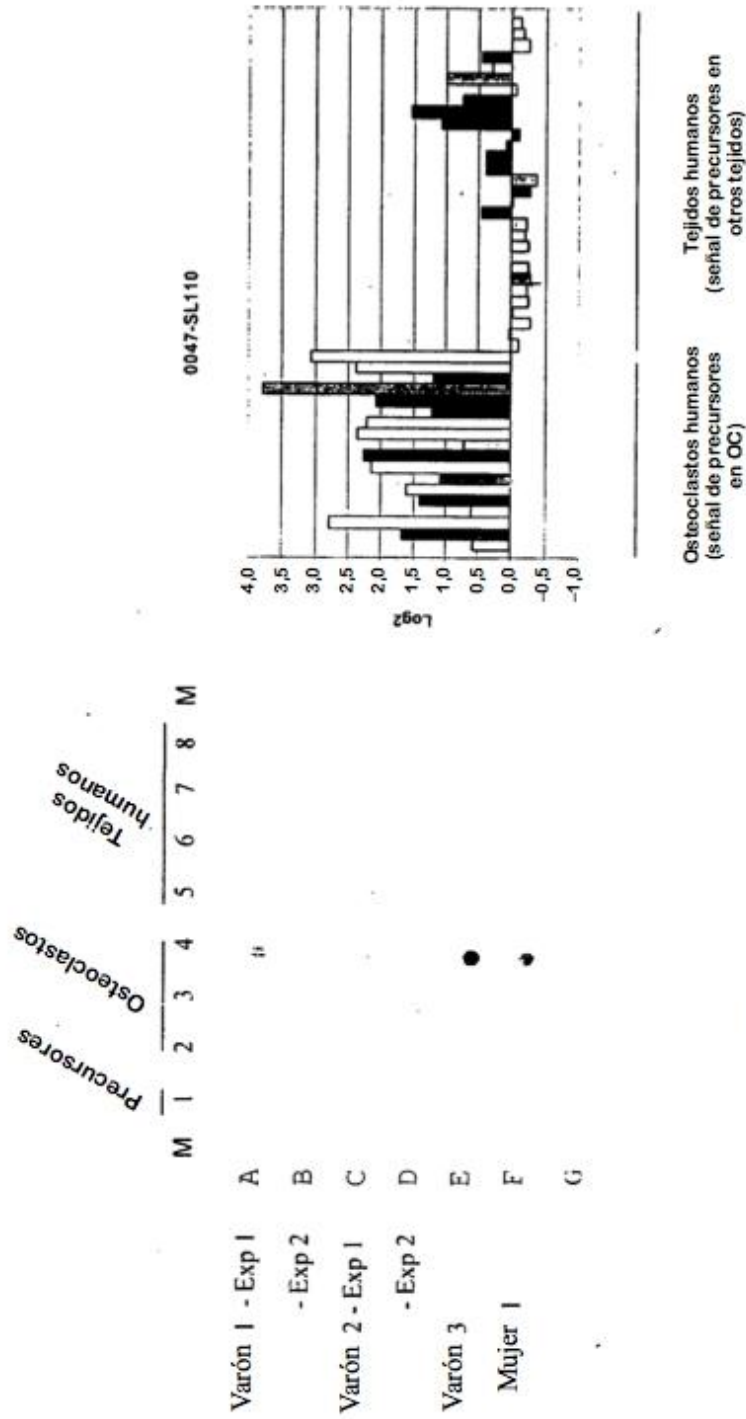 Precursores
Osteoclastos
Tejidos
humanos
M 1 2 3 4 5 6 7 8 M
Varón 1 - Exp 1 A
- Exp 2 B
Varón 2 - Exp 1 C
- Exp 2 D
Varón 3 E
Mujer 1 F
G
0047-SL110
4,0
3,5
3,0
2,5
2,0
1,5
1,0
0,5
0,0
-0,5
-1,0
Log2
Osteoclastos humanos
(señal de precursores
en OC)
Tejidos humanos
(señal de precursores en
otros tejidos)